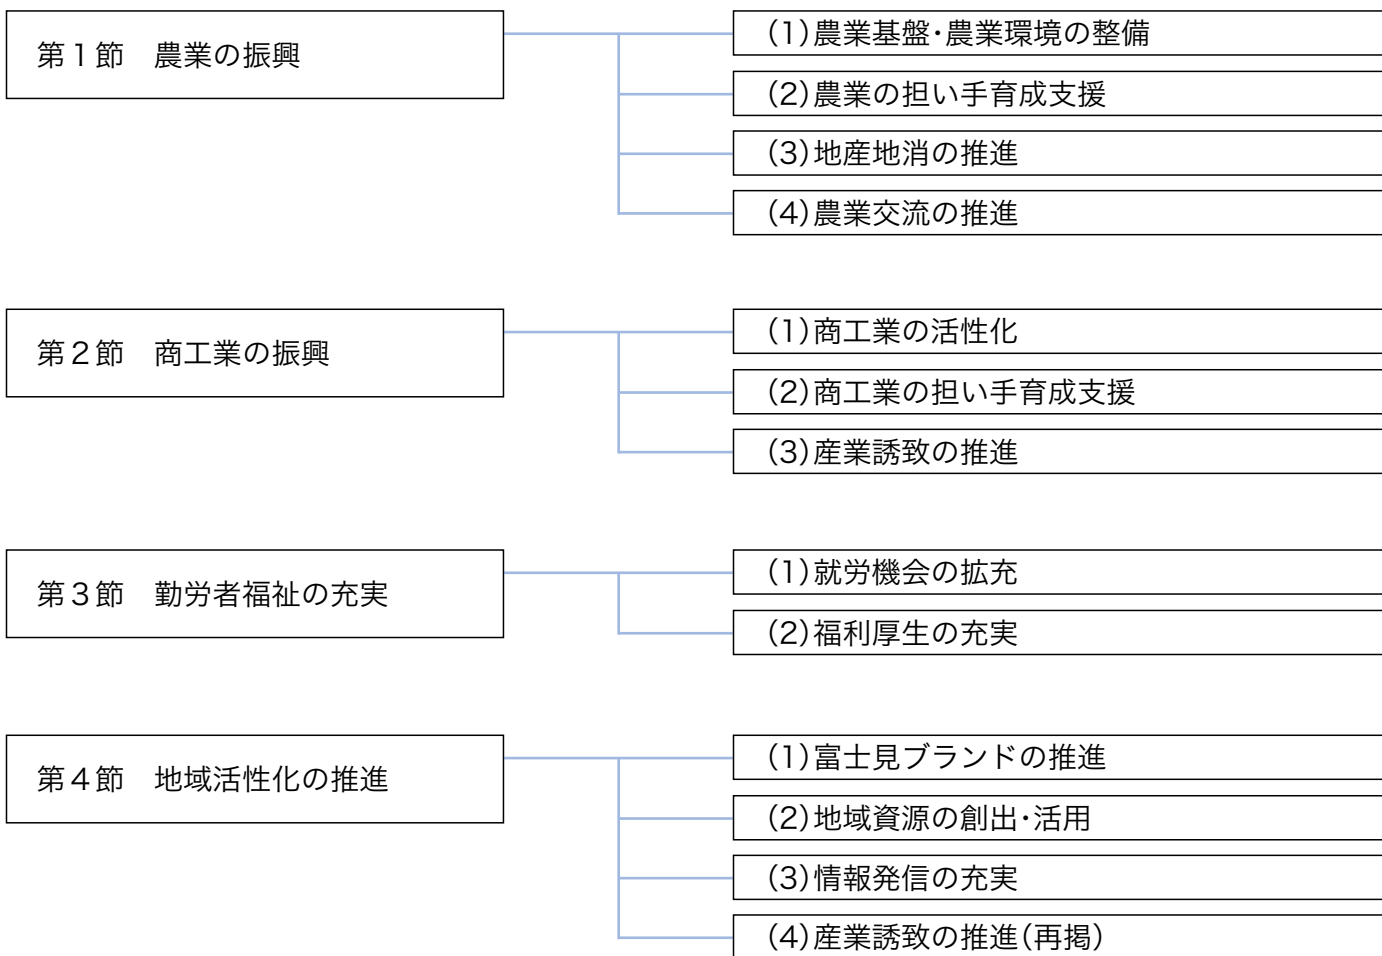 第１節　農業の振興
(1)農業基盤・農業環境の整備
(2)農業の担い手育成支援
(3)地産地消の推進
(4)農業交流の推進
第２節　商工業の振興
(1)商工業の活性化
(2)商工業の担い手育成支援
(3)産業誘致の推進
第３節　勤労者福祉の充実
(1)就労機会の拡充
(2)福利厚生の充実
第４節　地域活性化の推進
(1)富士見ブランドの推進
(2)地域資源の創出・活用
(3)情報発信の充実
(4)産業誘致の推進(再掲)